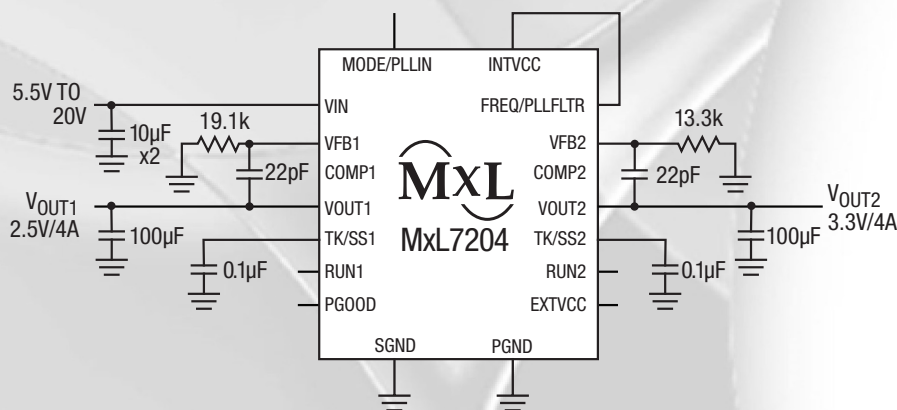 MODE/PLLIN
INTVCC
5.5V TO
20V
VIN
FREQ/PLLFLTR
10µF
x2
19.1k
VFB1
VFB2
13.3k
22pF
COMP1
MxL
COMP2
22pF
VOUT1
2.5V/4A
VOUT1
VOUT2
VOUT2
3.3V/4A
100µF
TK/SS1
MxL7204
TK/SS2
100µF
0.1µF
RUN1
RUN2
0.1µF
PGOOD
EXTVCC
SGND
PGND